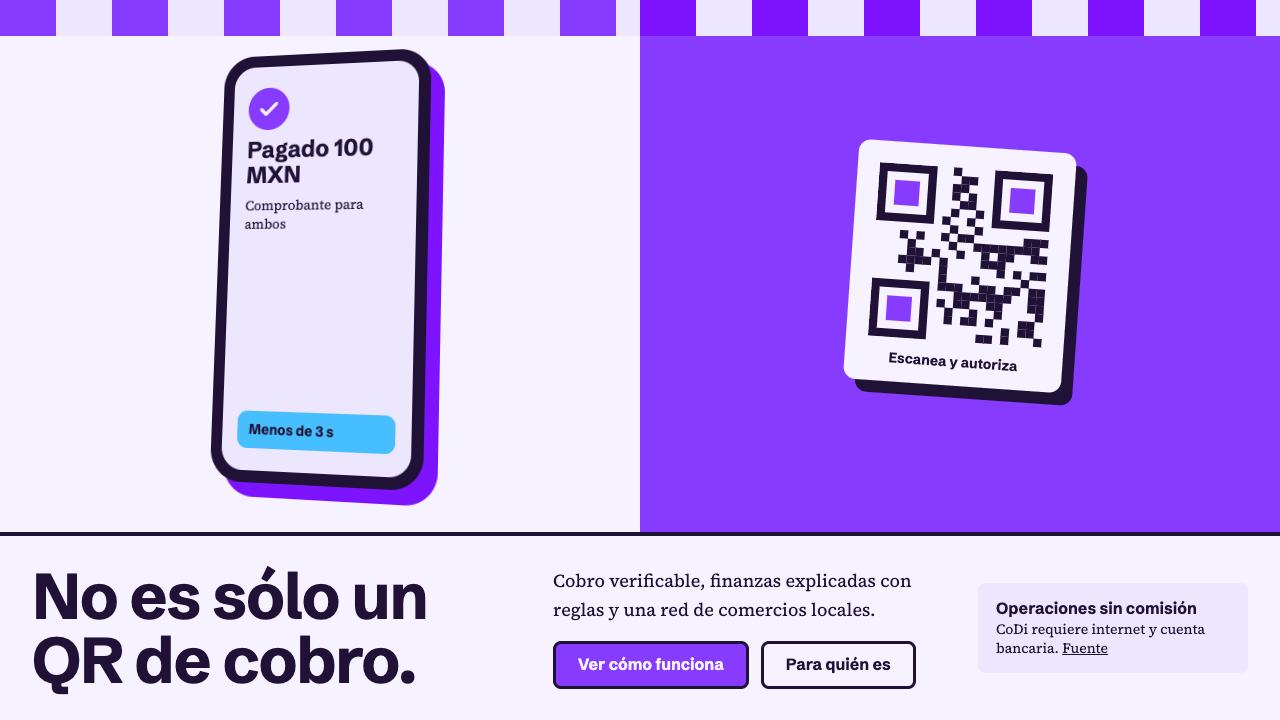 Pagado 100
MXN
Comprobante para
ambos
Menos de 3 s
Escanea y autoriza
No es sólo un
QR de cobro.
Cobro verificable, finanzas explicadas con
reglas y una red de comercios locales.
Ver cómo funciona
Para quién es
Operaciones sin comisión
CoDi requiere internet y cuenta
bancaria. Fuente